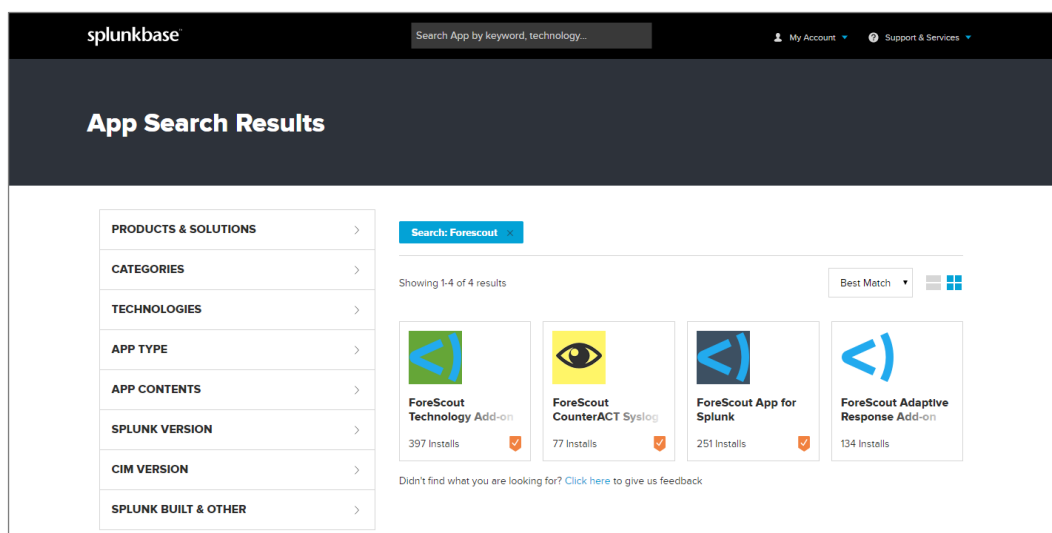 splunkbase
Search App by keyword, technology...
My Account
Support & Services
App Search Results
PRODUCTS & SOLUTIONS
CATEGORIES
TECHNOLOGIES
APP TYPE
APP CONTENTS
SPLUNK VERSION
CIM VERSION
SPLUNK BUILT & OTHER
Search: Forescout ×
Showing 1-4 of 4 results
Best Match
ForeScout
Technology Add-on
397 Installs
ForeScout
CounterACT Syslog
77 Installs
ForeScout App for
Splunk
251 Installs
ForeScout Adaptive
Response Add-on
134 Installs
Didn't find what you are looking for? Click here to give us feedback